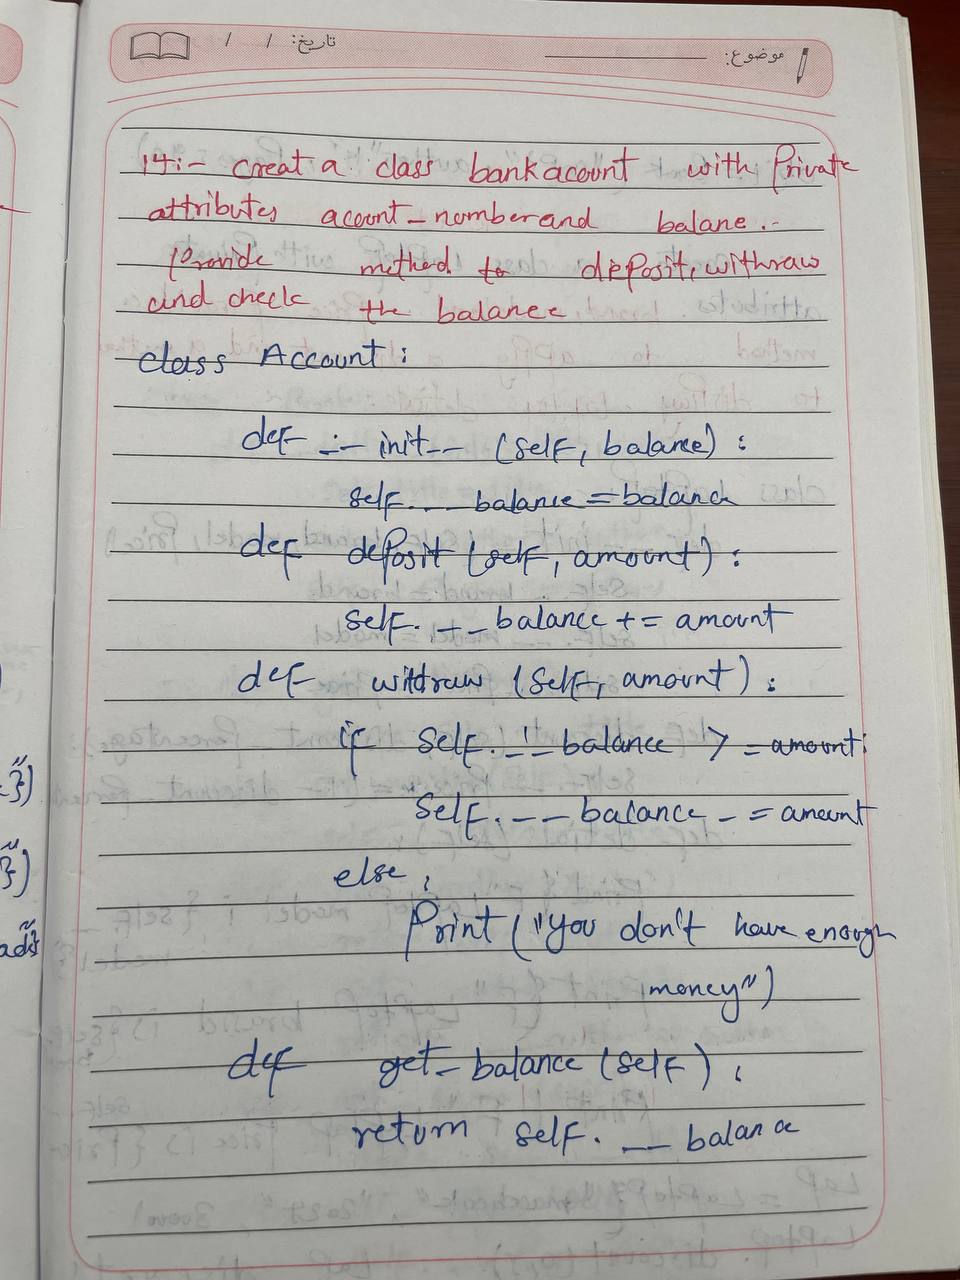 موضوع: تاریخ: / /
14:- creat a class bankacount with Private
attributes acount_nomber and balane.-
Provide method to deposit, withraw
and check the balance
class Account:
def __init__ (self, balance):
self.__balance = balance
def deposit (self, amount):
self.__balance += amount
def witdraw (self, amount):
if self.__balance >= amount:
self.__balance -= amount
else:
Print ("you don't have enough
money")
def get_balance (self):
return self.__balance